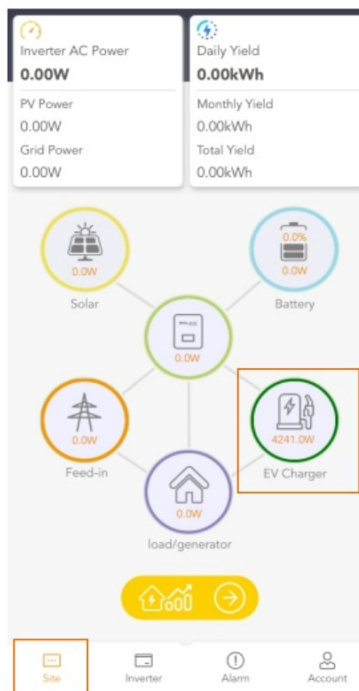 Inverter AC Power
0.00W
PV Power
0.00W
Grid Power
0.00W
Daily Yield
0.00kWh
Monthly Yield
0.00kWh
Total Yield
0.00kWh
0.0W
Solar
0.0%
0.0W
Battery
0.0W
0.0W
Feed-in
4241.0W
EV Charger
0.0W
load/generator
Site
Inverter
Alarm
Account